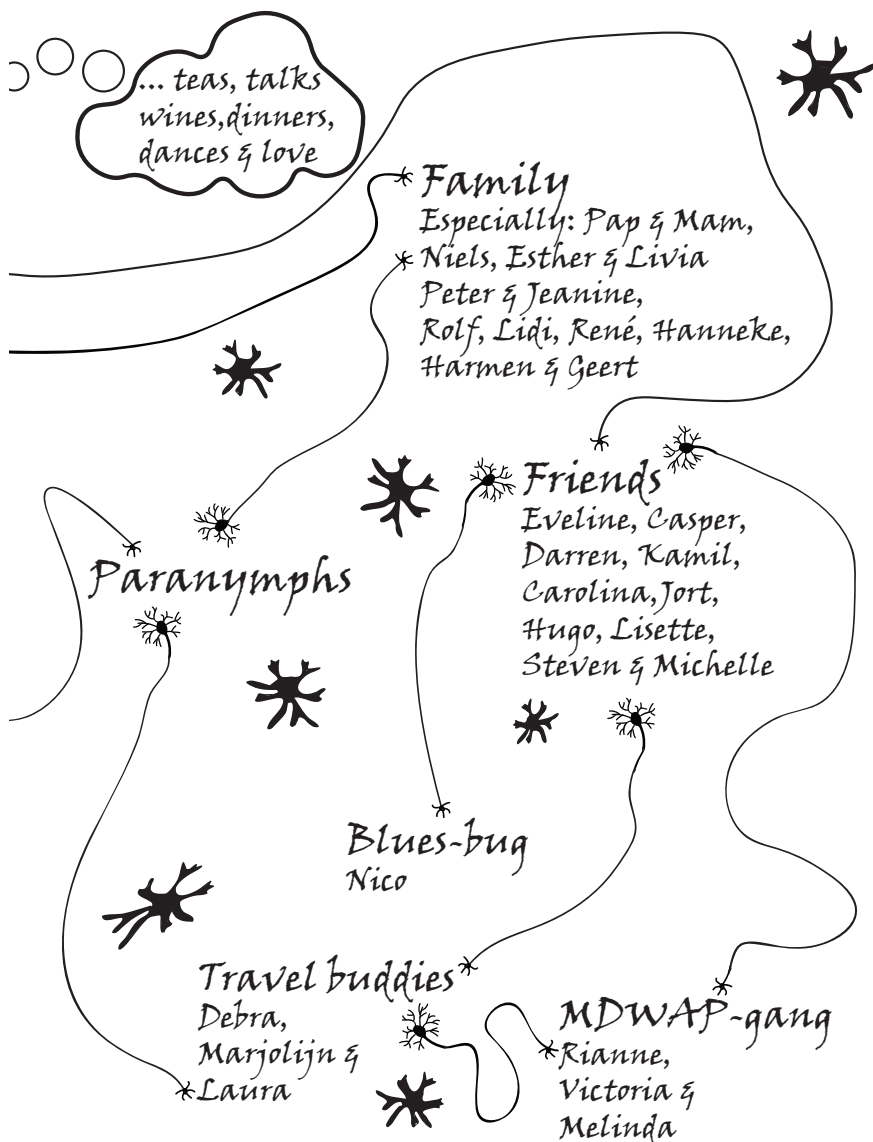 ... teas, talks
wines,dinners,
dances & love
Family
Especially: Pap & Mam,
Niels, Esther & Livia
Peter & Jeanine,
Rolf, Lidi, René, Hanneke,
Harmen & Geert
Friends
Eveline, Casper,
Darren, Kamil,
Carolina,Jort,
Hugo, Lisette,
Steven & Michelle
Paranymphs
Blues-bug
Nico
Travel buddies
Debra,
Marjolijn &
Laura
MDWAP-gang
Rianne,
Victoria &
Melinda